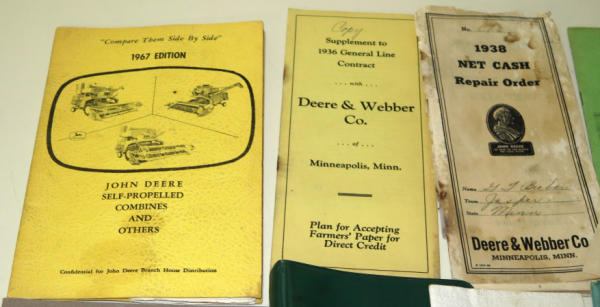 "Compare Them Side By Side"
1967 EDITION
JOHN DEERE
SELF-PROPELLED
COMBINES
AND
OTHERS
Confidential for John Deere Branch House Distribution
Copy
Supplement to
1936 General Line
Contract
... with ...
Deere & Webber
Co.
... of ...
Minneapolis, Minn.
Plan for Accepting
Farmers' Paper for
Direct Credit
No.
1938
NET CASH
Repair Order
JOHN DEERE
Name
Town Jasper
State Minn
Deere & Webber Co
MINNEAPOLIS, MINN.